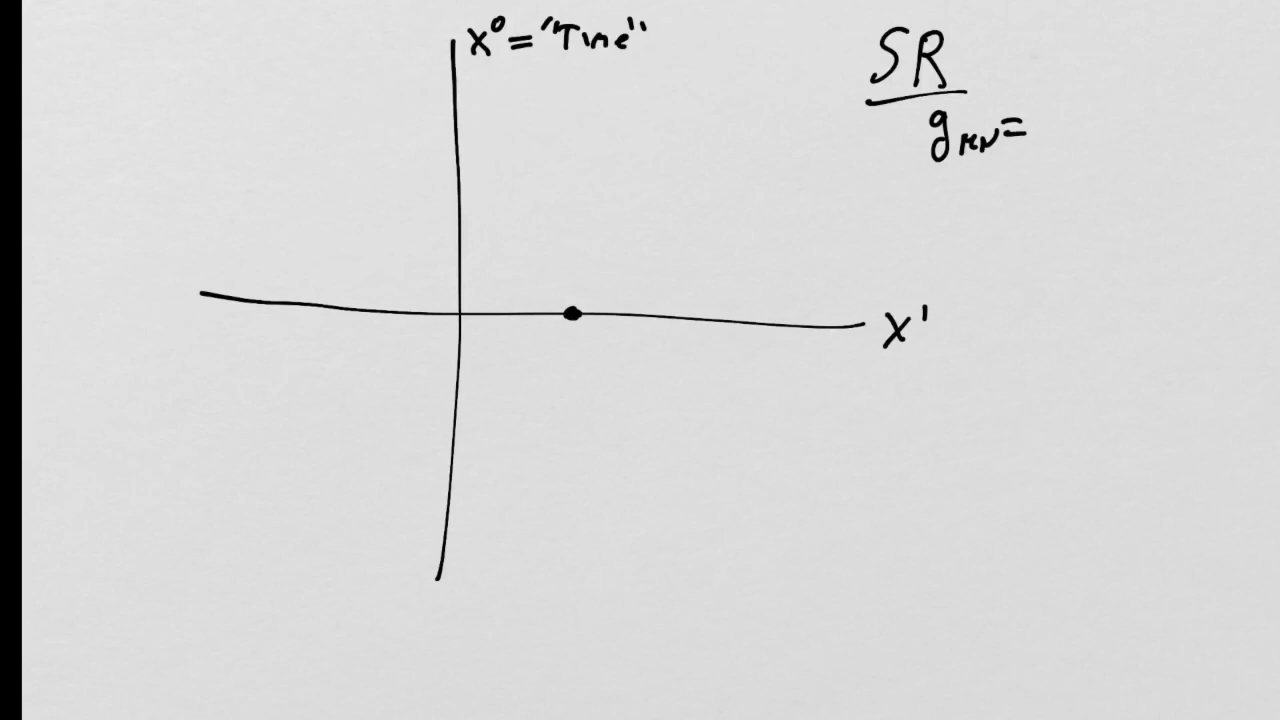 X⁰ = "Time"
SR
g_μν =
X¹